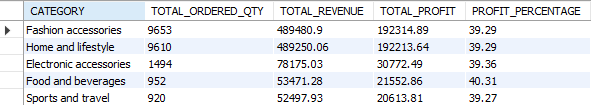 CATEGORY TOTAL_ORDERED_QTY TOTAL_REVENUE TOTAL_PROFIT PROFIT_PERCENTAGE
Fashion accessories 9653 489480.9 192314.89 39.29
Home and lifestyle 9610 489250.06 192213.64 39.29
Electronic accessories 1494 78175.03 30772.49 39.36
Food and beverages 952 53471.28 21552.86 40.31
Sports and travel 920 52497.93 20613.81 39.27